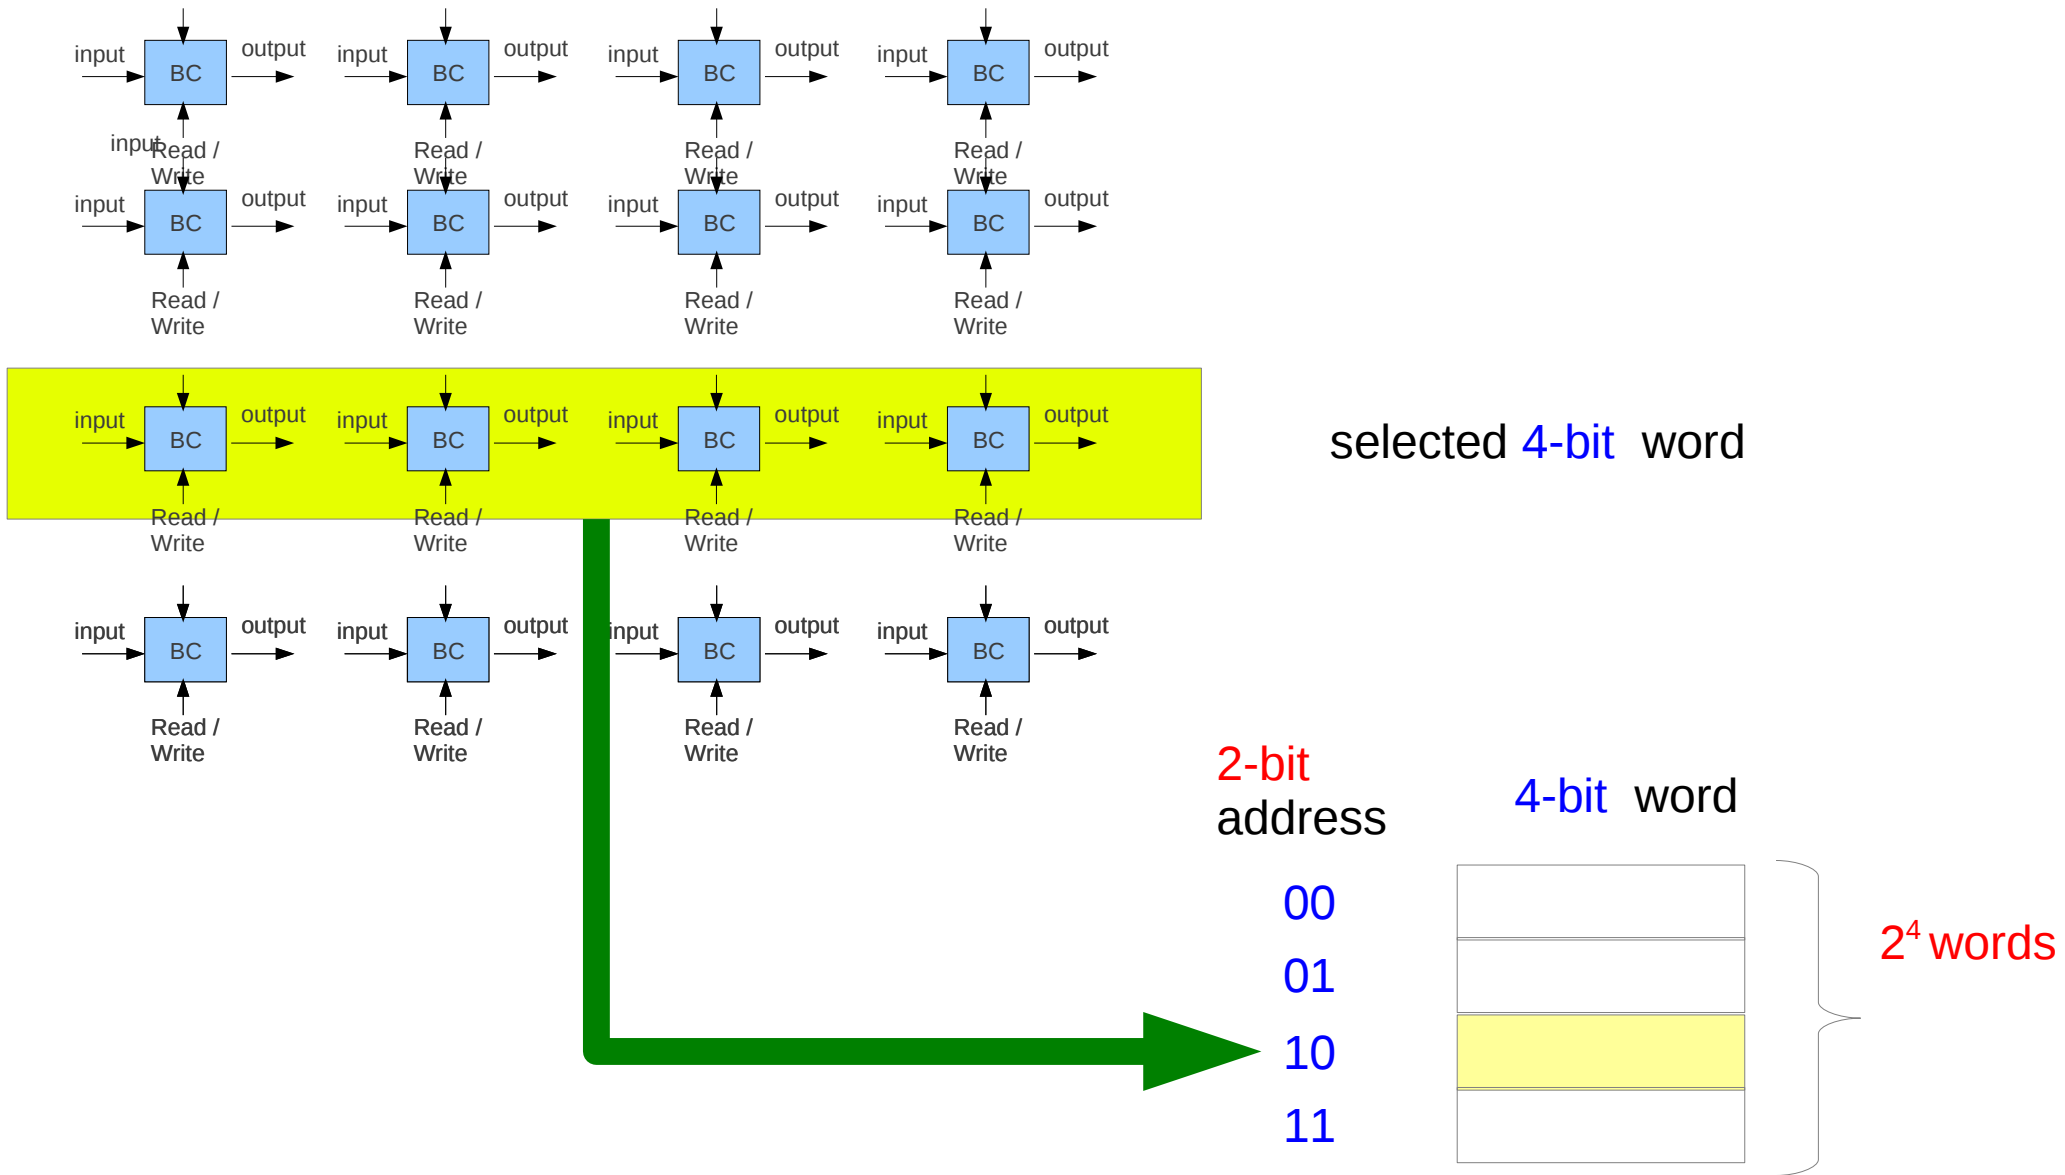 input output input output input output input output
BC BC BC BC
input
Read / Read / Read / Read /
Write Write Write Write
input output input output input output input output
BC BC BC BC
Read / Read / Read / Read /
Write Write Write Write
input output input output input output input output
BC BC BC BC
selected 4-bit word
Read / Read / Read / Read /
Write Write Write Write
input output input output input output input output
BC BC BC BC
Read / Read / Read / Read /
Write Write Write Write
2-bit
address
4-bit word
00
01
10
11
2⁴ words